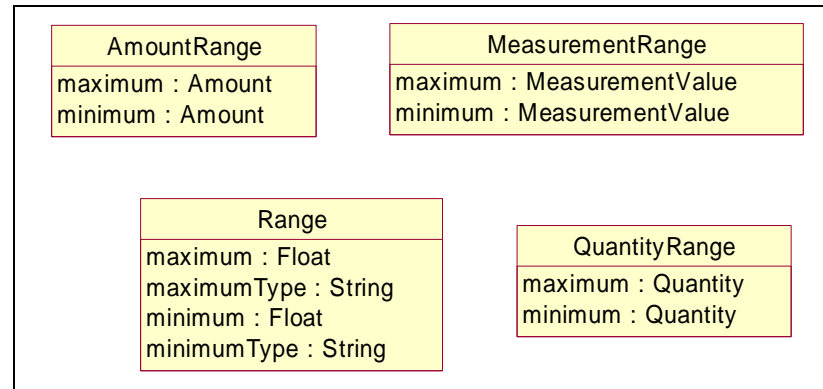 AmountRange
maximum : Amount
minimum : Amount
MeasurementRange
maximum : MeasurementValue
minimum : MeasurementValue
Range
maximum : Float
maximumType : String
minimum : Float
minimumType : String
QuantityRange
maximum : Quantity
minimum : Quantity